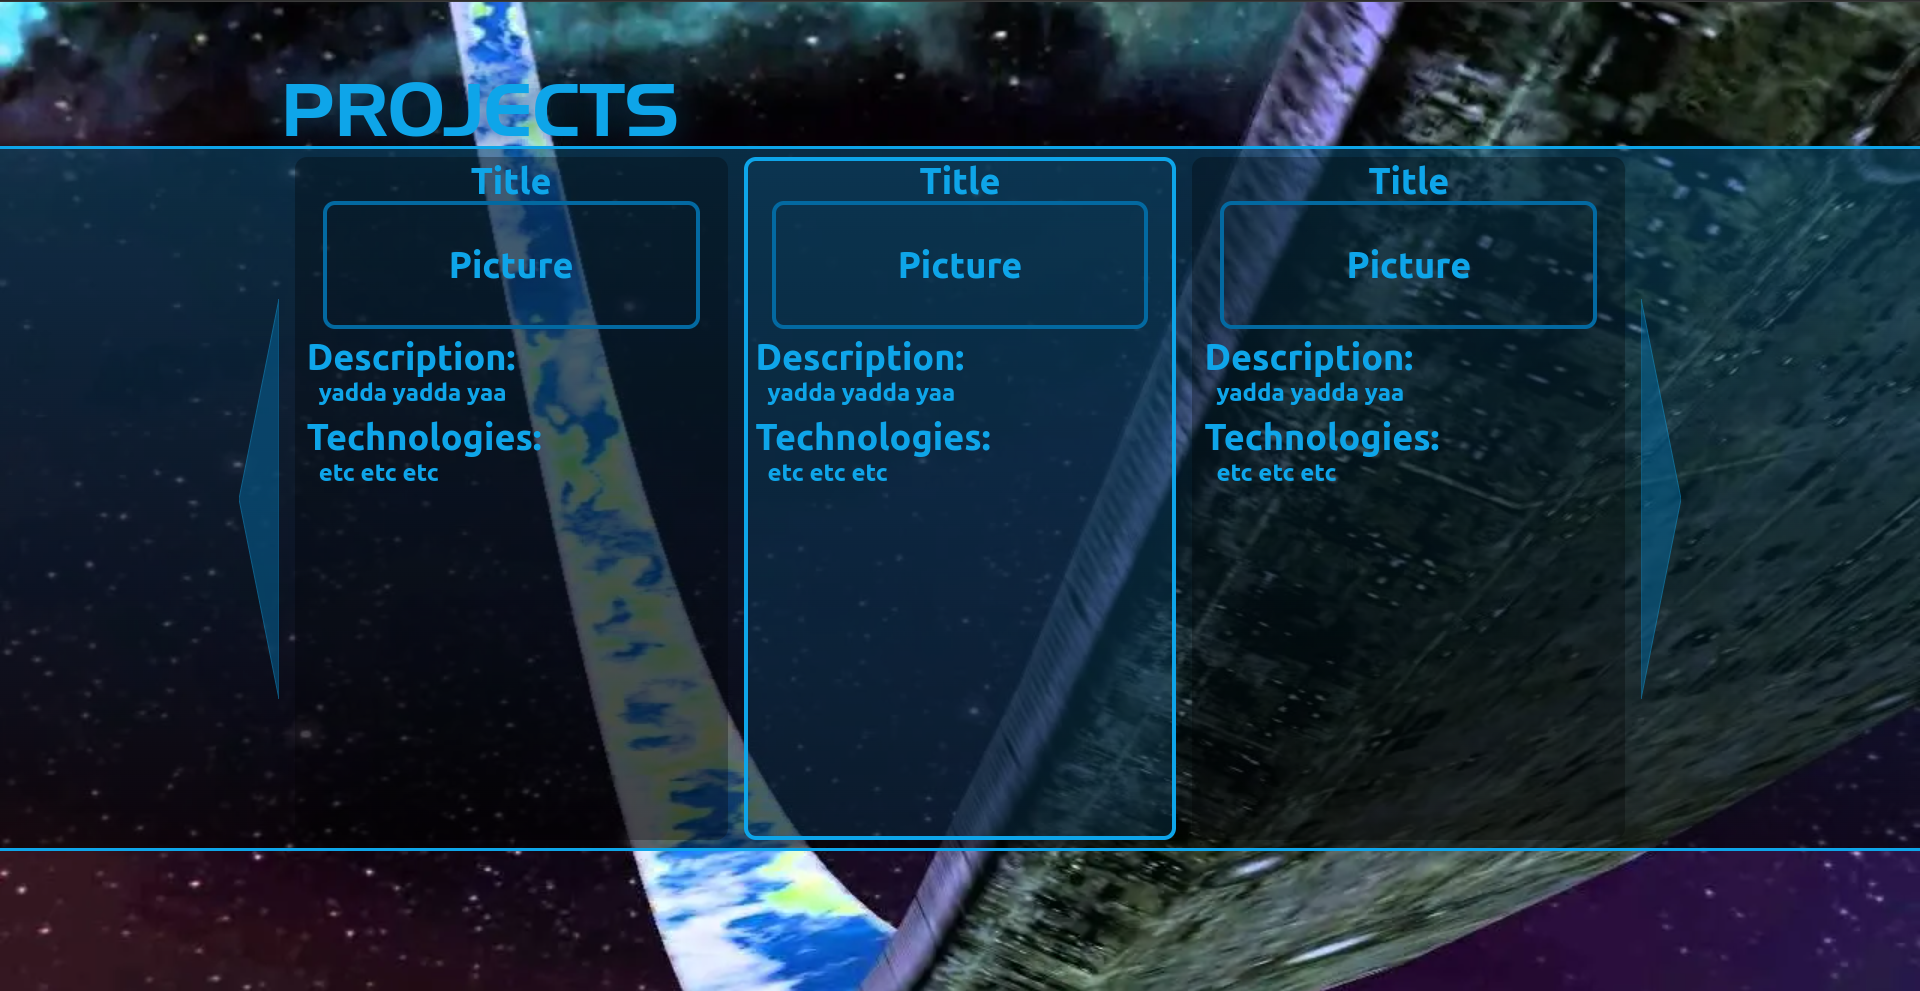 PROJECTS
Title
Picture
Description:
yadda yadda yaa
Technologies:
etc etc etc
Title
Picture
Description:
yadda yadda yaa
Technologies:
etc etc etc
Title
Picture
Description:
yadda yadda yaa
Technologies:
etc etc etc